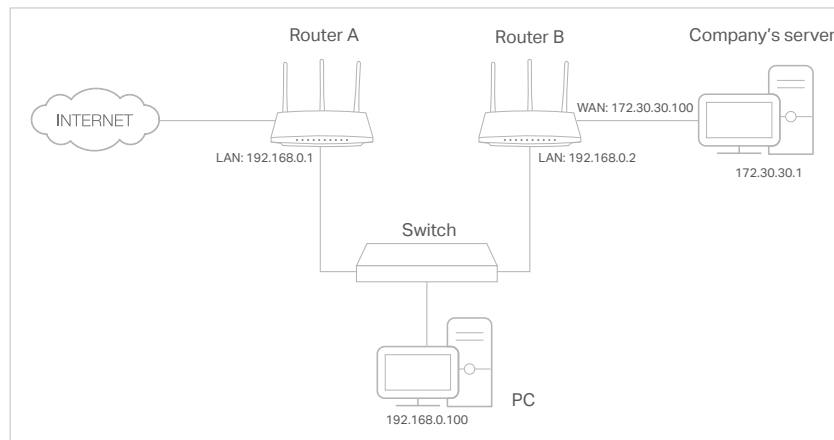 Router A
Router B
Company's server
INTERNET
WAN: 172.30.30.100
LAN: 192.168.0.1
LAN: 192.168.0.2
172.30.30.1
Switch
PC
192.168.0.100